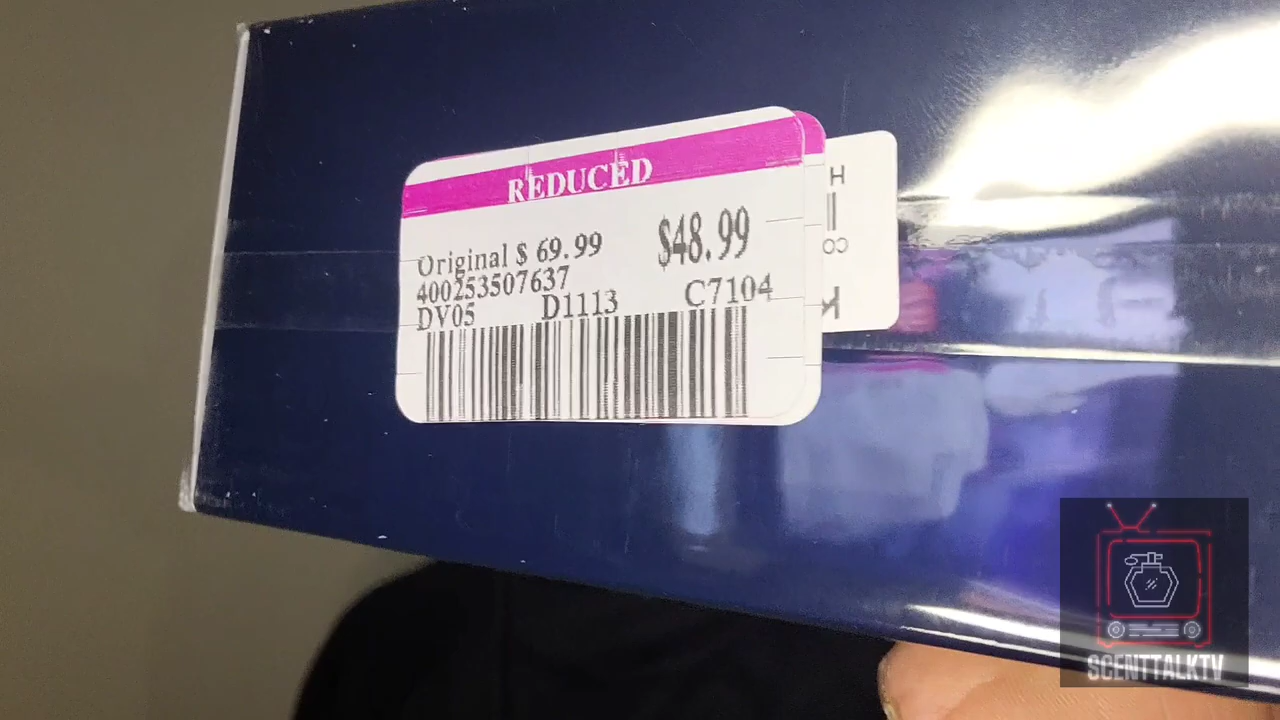 REDUCED
Original $ 69.99 $48.99
400253507637
DV05 D1113 C7104
SCENTTALKTV